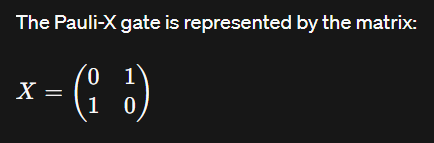 The Pauli-X gate is represented by the matrix:
X = (0 1
1 0)